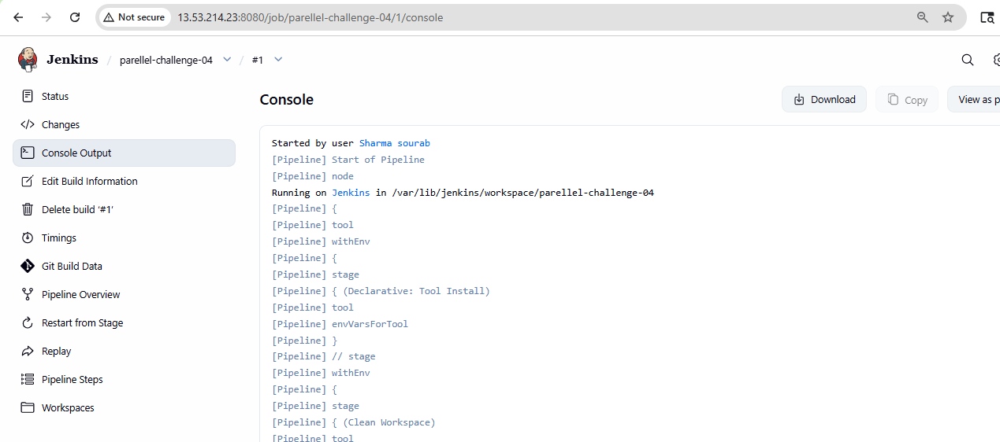 Not secure 13.53.214.23:8080/job/parellel-challenge-04/1/console
Jenkins / parellel-challenge-04 / #1
Status
Changes
Console Output
Edit Build Information
Delete build ‘#1’
Timings
Git Build Data
Pipeline Overview
Restart from Stage
Replay
Pipeline Steps
Workspaces
Console
Download
Copy
View as p
Started by user Sharma sourab
[Pipeline] Start of Pipeline
[Pipeline] node
Running on Jenkins in /var/lib/jenkins/workspace/parellel-challenge-04
[Pipeline] {
[Pipeline] tool
[Pipeline] withEnv
[Pipeline] {
[Pipeline] stage
[Pipeline] { (Declarative: Tool Install)
[Pipeline] tool
[Pipeline] envVarsForTool
[Pipeline] }
[Pipeline] // stage
[Pipeline] withEnv
[Pipeline] {
[Pipeline] stage
[Pipeline] { (Clean Workspace)
[Pipeline] tool